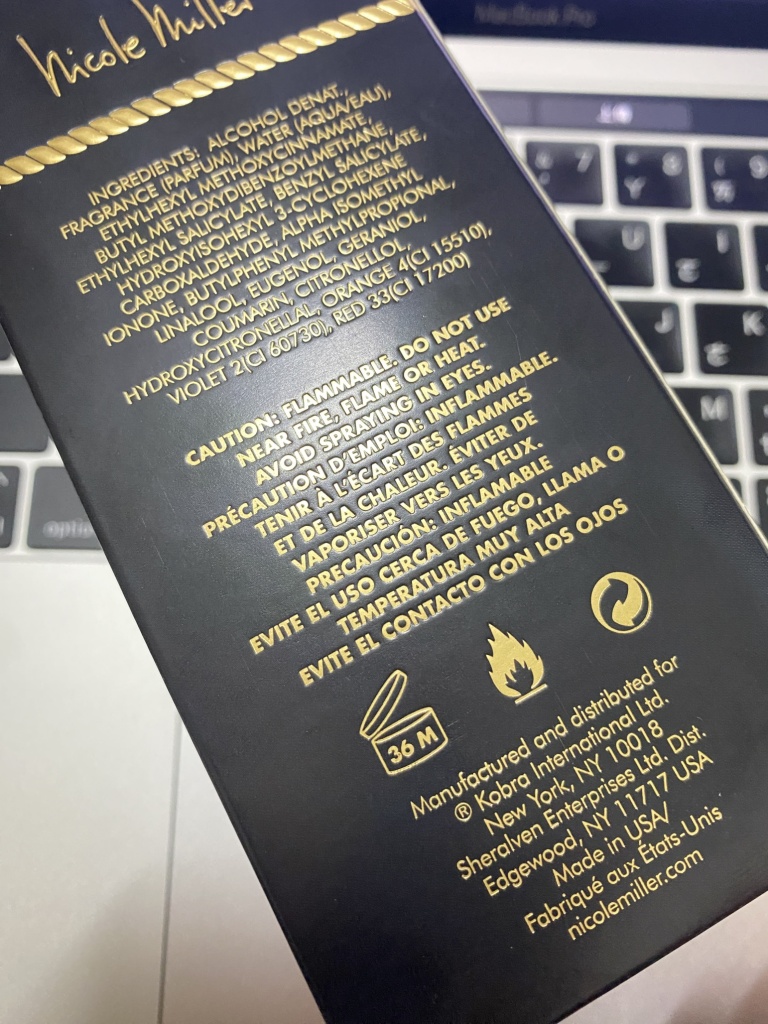 MacBook Pro
Nicole Miller
INGREDIENTS: ALCOHOL DENAT.,
FRAGRANCE (PARFUM), WATER (AQUA/EAU),
ETHYLHEXYL METHOXYCINNAMATE,
BUTYL METHOXYDIBENZOYLMETHANE,
ETHYLHEXYL SALICYLATE, BENZYL SALICYLATE,
HYDROXYISOHEXYL 3-CYCLOHEXENE
CARBOXALDEHYDE, ALPHA ISOMETHYL
IONONE, BUTYLPHENYL METHYLPROPIONAL,
LINALOOL, EUGENOL, GERANIOL,
COUMARIN, CITRONELLOL,
HYDROXYCITRONELLAL, ORANGE 4(CI 15510),
VIOLET 2(CI 60730), RED 33(CI 17200)
CAUTION: FLAMMABLE. DO NOT USE
NEAR FIRE, FLAME OR HEAT.
AVOID SPRAYING IN EYES.
PRÉCAUTION D'EMPLOI: INFLAMMABLE.
TENIR À L'ÉCART DES FLAMMES
ET DE LA CHALEUR. ÉVITER DE
VAPORISER VERS LES YEUX.
PRECAUCIÓN: INFLAMABLE
EVITE EL USO CERCA DE FUEGO, LLAMA O
TEMPERATURA MUY ALTA
EVITE EL CONTACTO CON LOS OJOS
36 M
Manufactured and distributed for
® Kobra International Ltd.
New York, NY 10018
Sheralven Enterprises Ltd. Dist.
Edgewood, NY 11717 USA
Made in USA/
Fabriqué aux États-Unis
nicolemiller.com
7
8
Y
U
I
J
K
M
optio